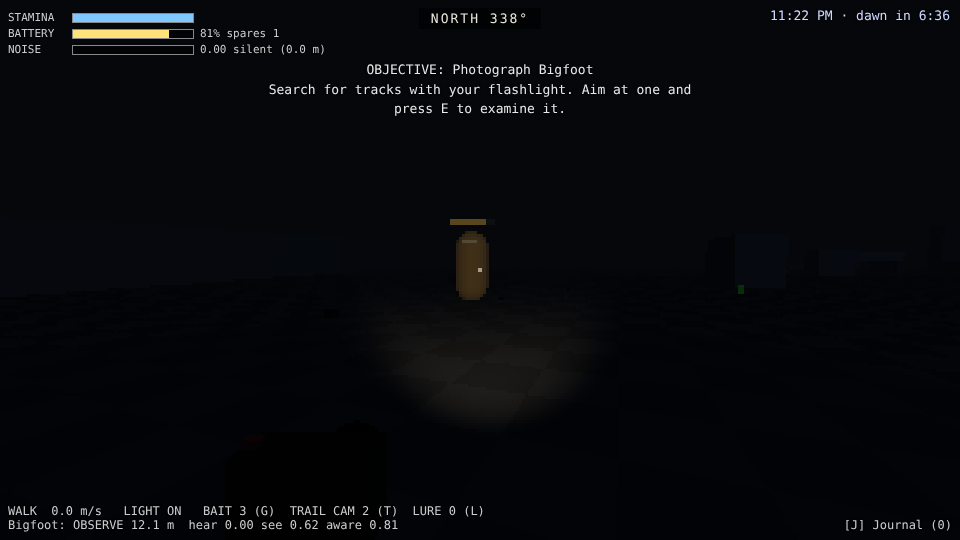 STAMINA
BATTERY 81% spares 1
NOISE 0.00 silent (0.0 m)
NORTH 338°
11:22 PM · dawn in 6:36
OBJECTIVE: Photograph Bigfoot
Search for tracks with your flashlight. Aim at one and
press E to examine it.
WALK 0.0 m/s LIGHT ON BAIT 3 (G) TRAIL CAM 2 (T) LURE 0 (L)
Bigfoot: OBSERVE 12.1 m hear 0.00 see 0.62 aware 0.81
[J] Journal (0)